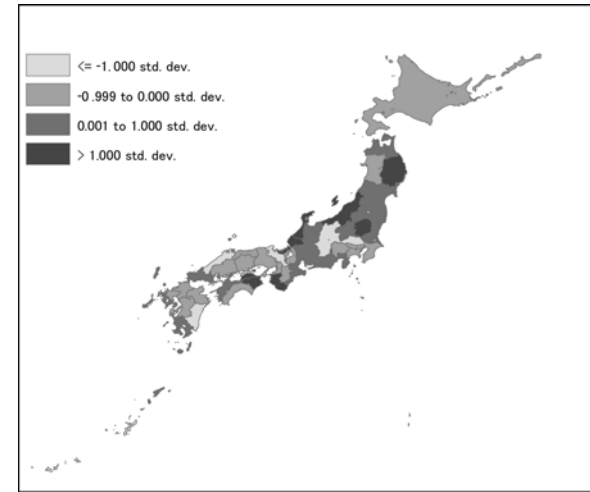 <= -1.000 std. dev.
-0.999 to 0.000 std. dev.
0.001 to 1.000 std. dev.
> 1.000 std. dev.